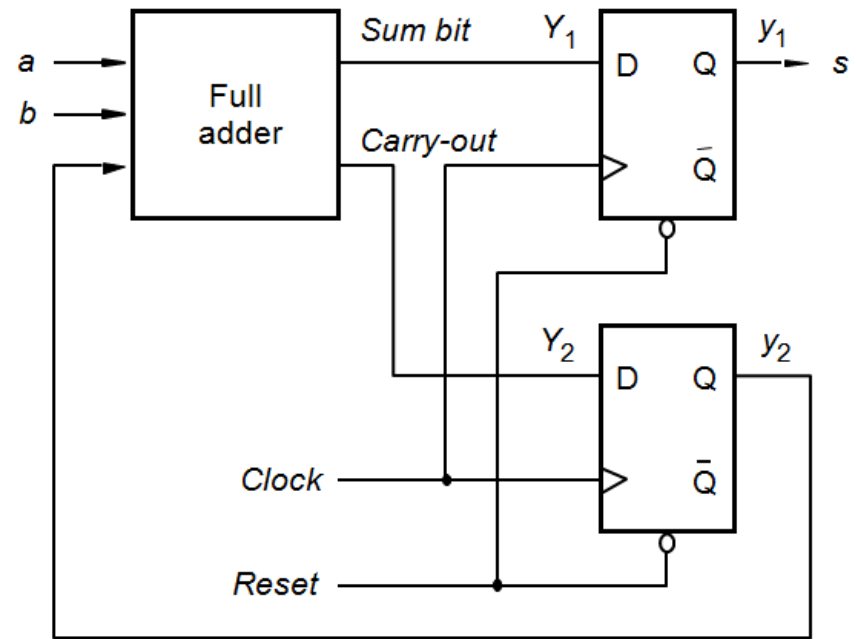 Sum bit
Y1
y1
a
D
Q
s
Full
adder
b
Carry-out
Q̄
Y2
y2
D
Q
Clock
Q̄
Reset